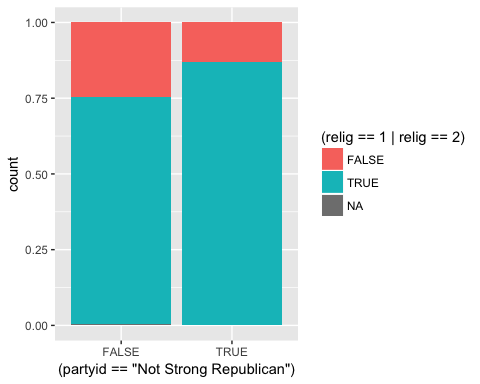 1.00
0.75
0.50
0.25
0.00
count
FALSE
TRUE
(partyid == "Not Strong Republican")
(relig == 1 | relig == 2)
FALSE
TRUE
NA